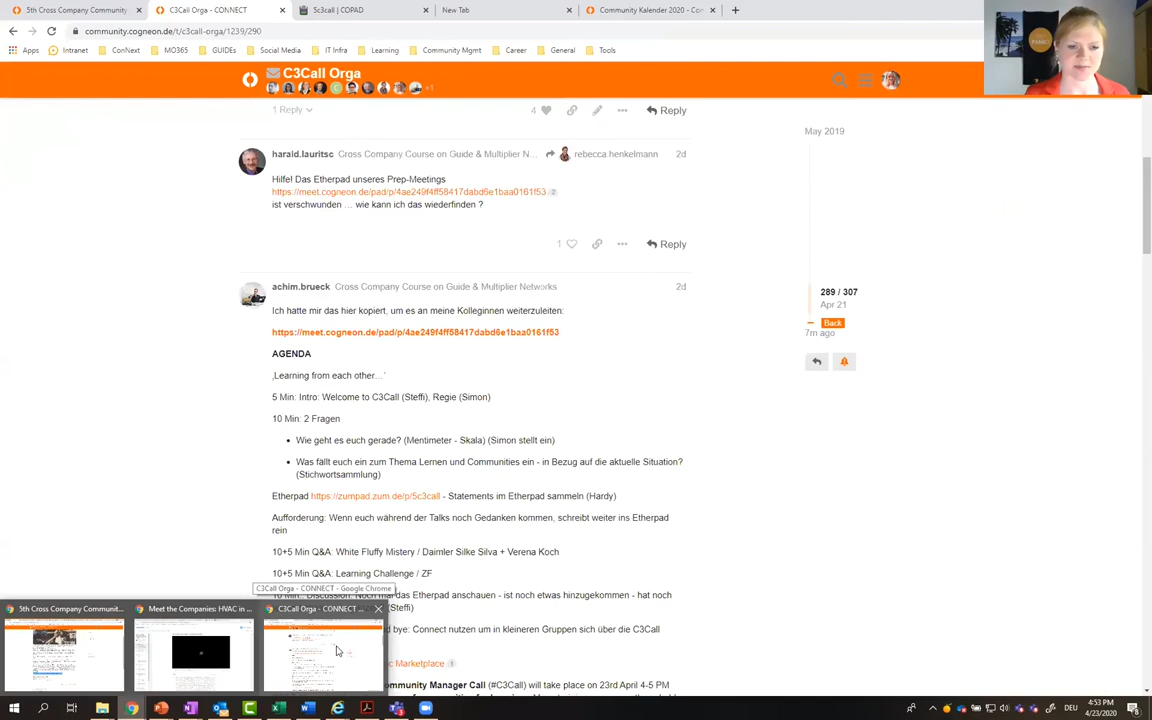 5th Cross Company Community
C3Call Orga - CONNECT
5c3call | COPAD
New Tab
Community Kalender 2020 - Con
community.cogneon.de/t/c3call-orga/1239/290
Apps
Intranet
ConNext
MO365
GUIDEs
Social Media
IT Infra
Learning
Community Mgmt
Career
General
Tools
C3Call Orga
+1
1 Reply
4
Reply
May 2019
harald.lauritsc Cross Company Course on Guide & Multiplier N... rebecca.henkelmann 2d
Hilfe! Das Etherpad unseres Prep-Meetings
https://meet.cogneon.de/pad/p/4ae249f4ff58417dabd6e1baa0161f53 2
ist verschwunden ... wie kann ich das wiederfinden ?
1
Reply
achim.brueck Cross Company Course on Guide & Multiplier Networks 2d
Ich hatte mir das hier kopiert, um es an meine Kolleginnen weiterzuleiten:
https://meet.cogneon.de/pad/p/4ae249f4ff58417dabd6e1baa0161f53
AGENDA
‚Learning from each other...'
5 Min: Intro: Welcome to C3Call (Steffi), Regie (Simon)
10 Min: 2 Fragen
Wie geht es euch gerade? (Mentimeter - Skala) (Simon stellt ein)
Was fällt euch ein zum Thema Lernen und Communities ein - in Bezug auf die aktuelle Situation?
(Stichwortsammlung)
Etherpad https://zumpad.zum.de/p/5c3call - Statements im Etherpad sammeln (Hardy)
Aufforderung: Wenn euch während der Talks noch Gedanken kommen, schreibt weiter ins Etherpad
rein
10+5 Min Q&A: White Fluffy Mistery / Daimler Silke Silva + Verena Koch
10+5 Min Q&A: Learning Challenge / ZF
10 Min: Discussion: Noch mal das Etherpad anschauen - ist noch etwas hinzugekommen - hat noch
(Steffi)
bye: Connect nutzen um in kleineren Gruppen sich über die C3Call
Marketplace 1
mmunity Manager Call (#C3Call) will take place on 23rd April 4-5 PM
289 / 307
Apr 21
Back
7m ago
C3Call Orga - CONNECT - Google Chrome
5th Cross Company Communit...
Meet the Companies: HVAC in ...
C3Call Orga - CONNECT ...
DEU
4:53 PM
4/23/2020